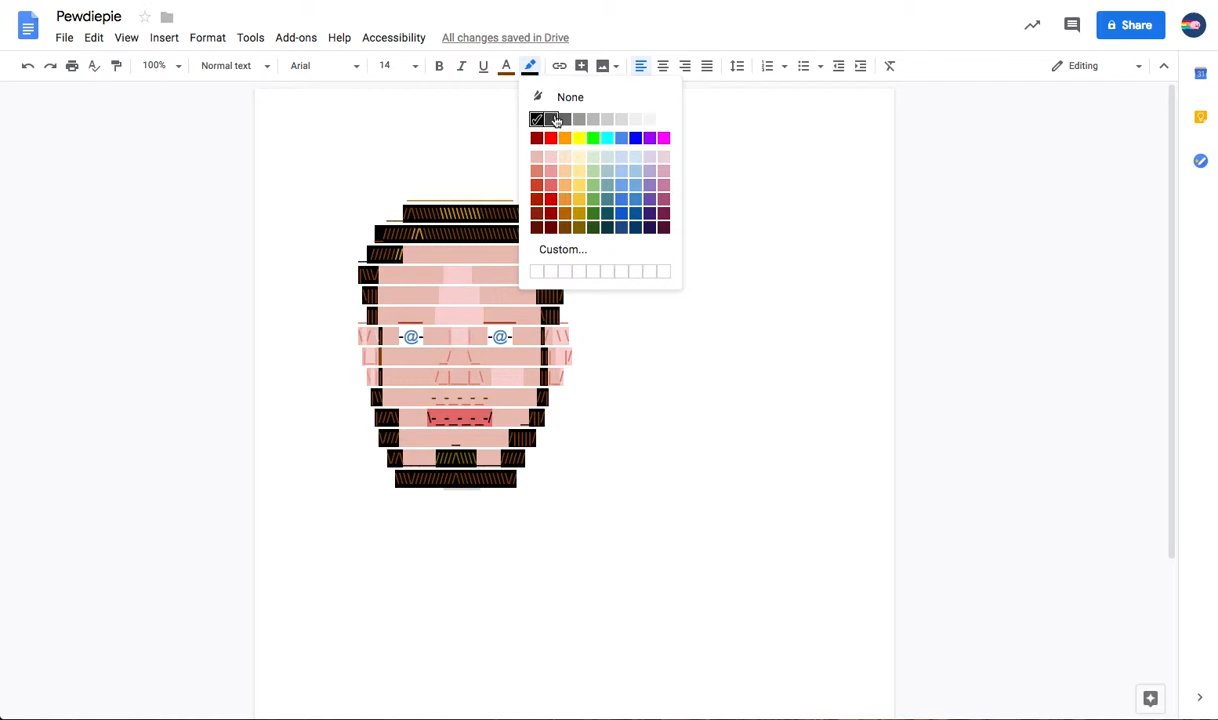 Pewdiepie
File Edit View Insert Format Tools Add-ons Help Accessibility All changes saved in Drive
Share
100% Normal text Arial 14 B I U A Editing
None
Custom...
-@- -@-
31